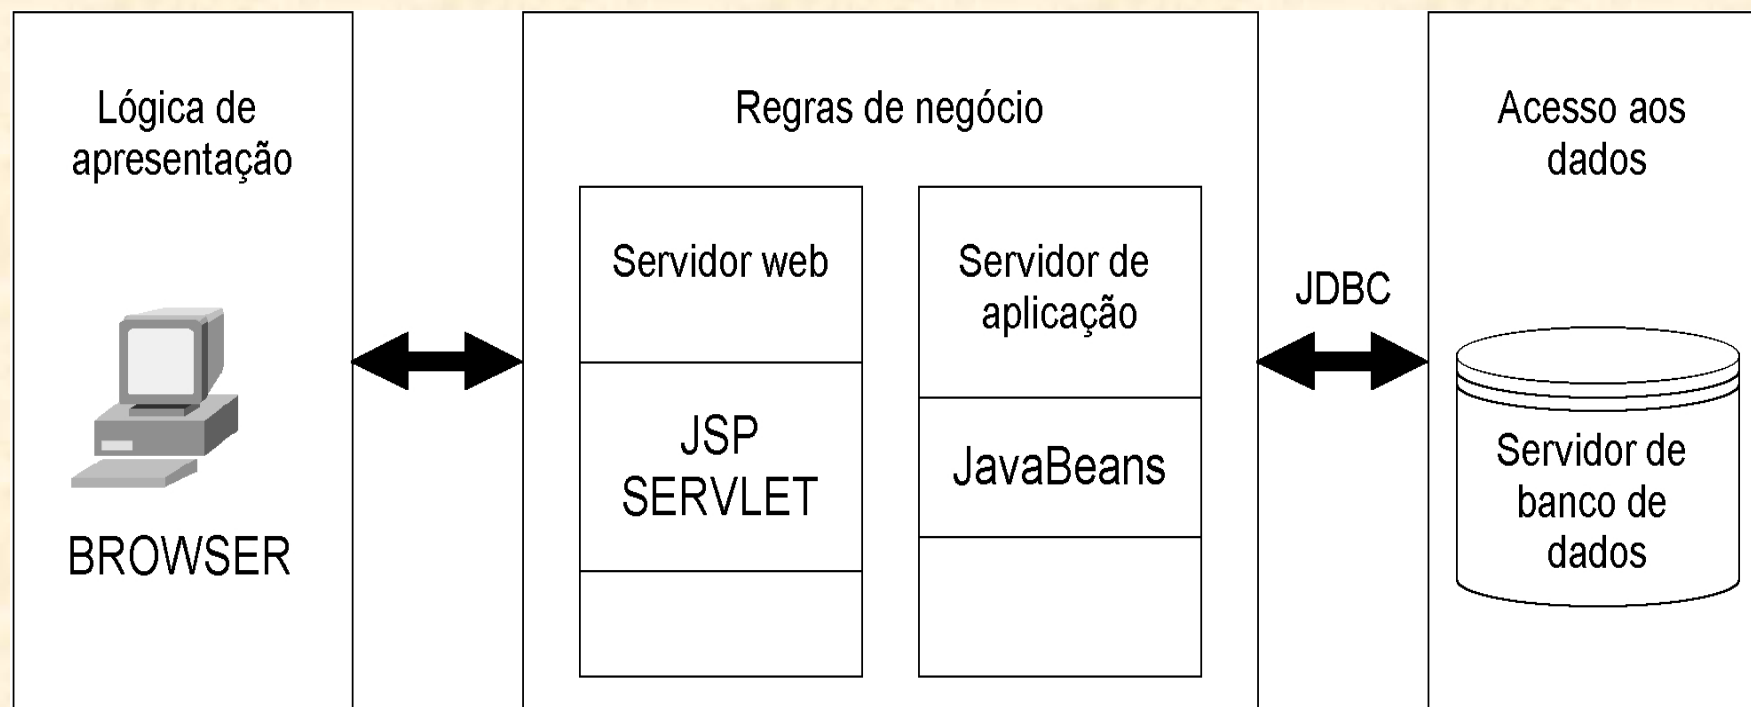 Lógica de
apresentação
BROWSER
Regras de negócio
Servidor web
JSP
SERVLET
Servidor de
aplicação
JavaBeans
JDBC
Acesso aos
dados
Servidor de
banco de
dados